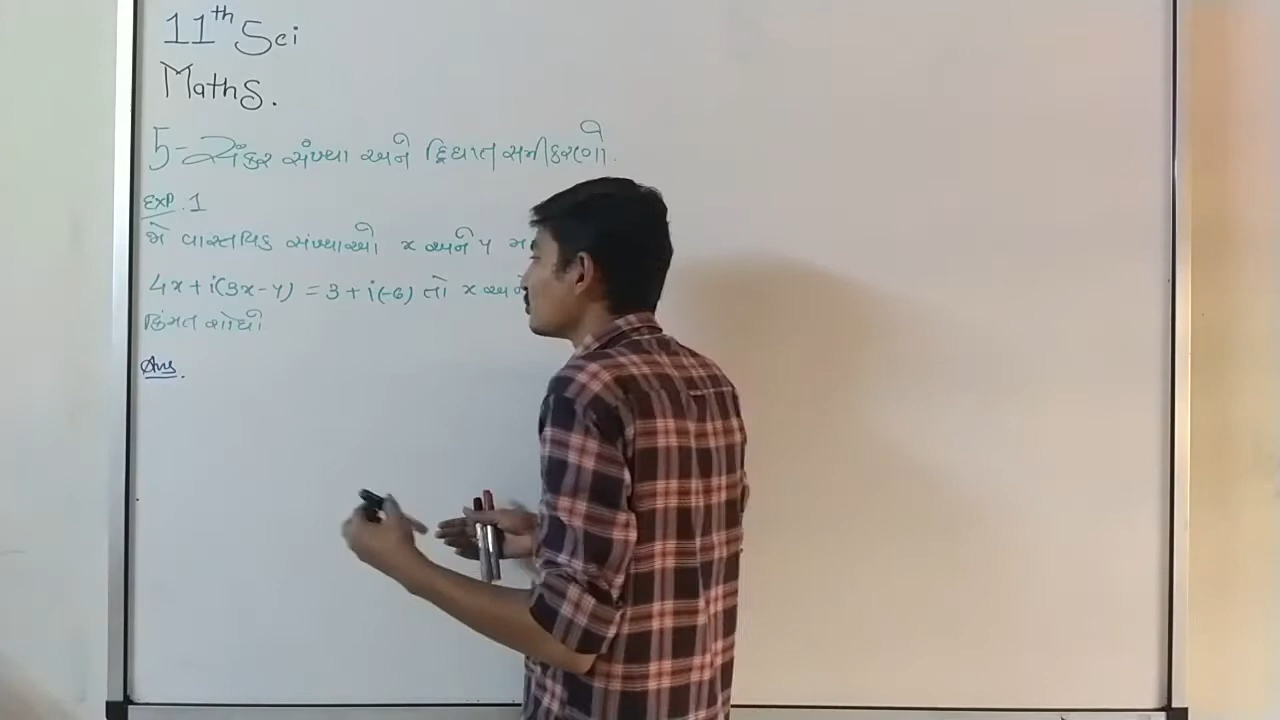 11th Sci
Maths.
5-સંકર સંખ્યા અને દ્વિઘાત સમીકરણો.
Exp. 1
જો વાસ્તવિક સંખ્યાઓ x અને y
4x+i(3x-y) = 3+i(-6) તો x અને
કિંમત શોધો
Ans.